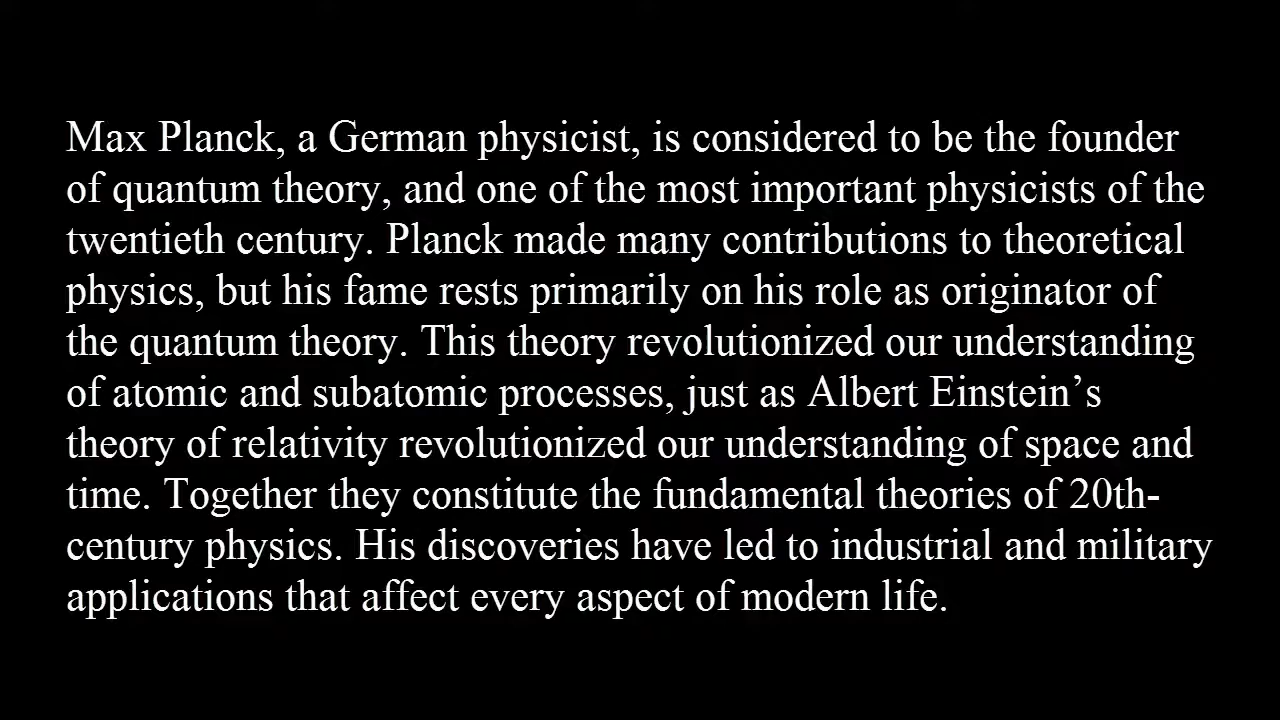 Max Planck, a German physicist, is considered to be the founder
of quantum theory, and one of the most important physicists of the
twentieth century. Planck made many contributions to theoretical
physics, but his fame rests primarily on his role as originator of
the quantum theory. This theory revolutionized our understanding
of atomic and subatomic processes, just as Albert Einstein’s
theory of relativity revolutionized our understanding of space and
time. Together they constitute the fundamental theories of 20th-
century physics. His discoveries have led to industrial and military
applications that affect every aspect of modern life.